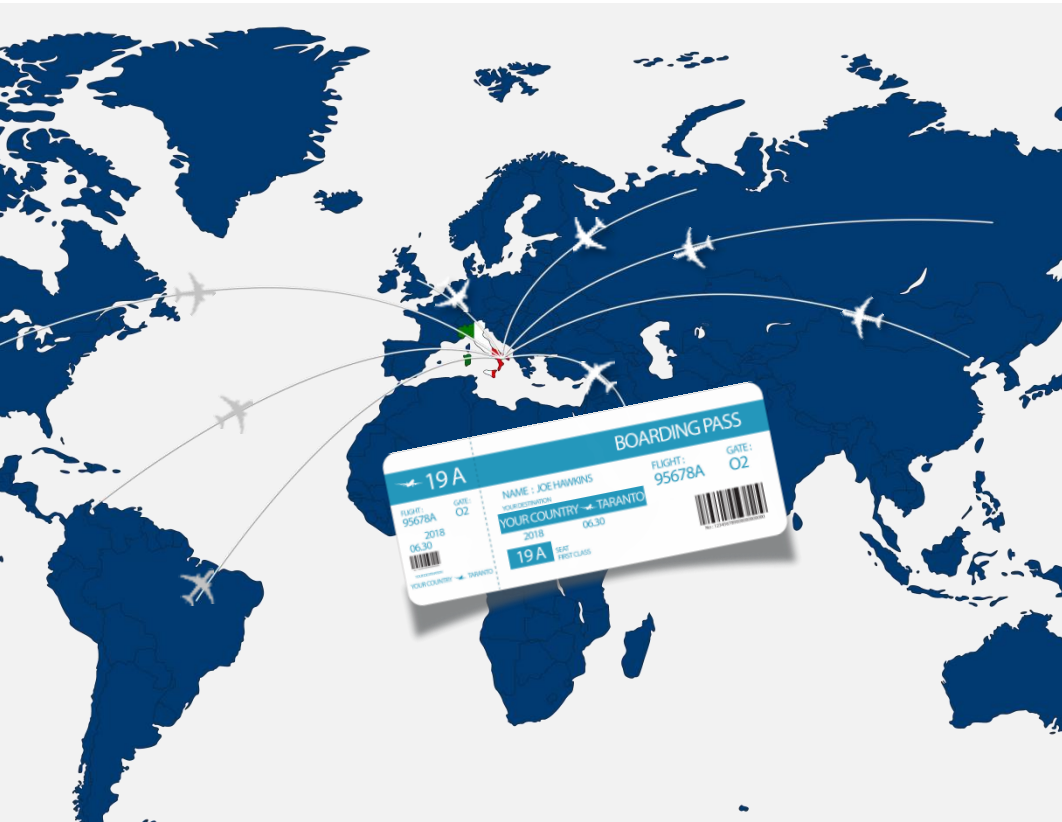 19 A
BOARDING PASS
FLIGHT :
95678A
GATE :
O2
2018
06.30
YOUR COUNTRY TARANTO
NAME : JOE HAWKINS
YOUR DESTINATION
YOUR COUNTRY TARANTO
2018
06.30
19 A
SEAT
FIRST CLASS
FLIGHT :
95678A
GATE :
O2